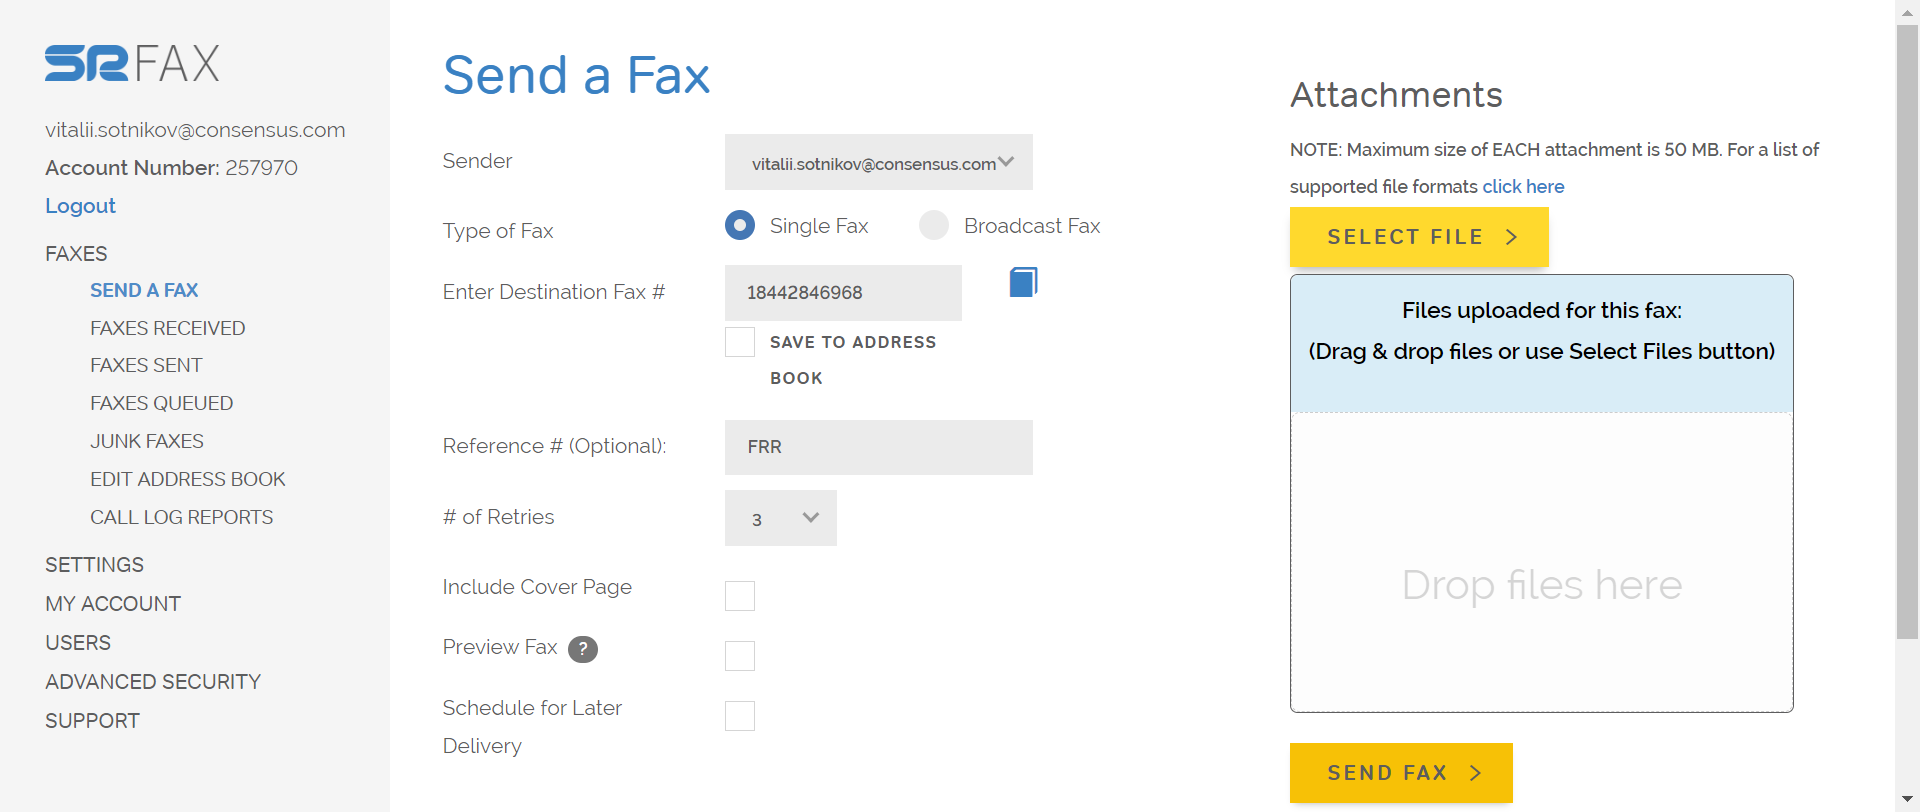 SRFAX
vitalii.sotnikov@consensus.com
Account Number: 257970
Logout
FAXES
SEND A FAX
FAXES RECEIVED
FAXES SENT
FAXES QUEUED
JUNK FAXES
EDIT ADDRESS BOOK
CALL LOG REPORTS
SETTINGS
MY ACCOUNT
USERS
ADVANCED SECURITY
SUPPORT
Send a Fax
Sender
vitalii.sotnikov@consensus.com
Type of Fax
Single Fax
Broadcast Fax
Enter Destination Fax #
18442846968
SAVE TO ADDRESS
BOOK
Reference # (Optional):
FRR
# of Retries
3
Include Cover Page
Preview Fax ?
Schedule for Later
Delivery
Attachments
NOTE: Maximum size of EACH attachment is 50 MB. For a list of
supported file formats click here
SELECT FILE
Files uploaded for this fax:
(Drag & drop files or use Select Files button)
Drop files here
SEND FAX